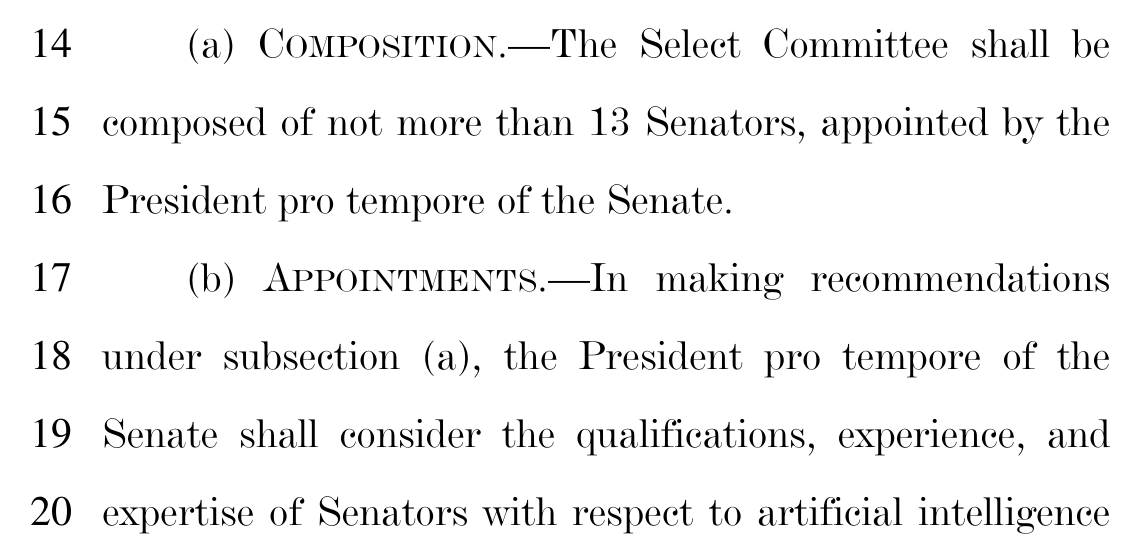 14 (a) COMPOSITION.—The Select Committee shall be
15 composed of not more than 13 Senators, appointed by the
16 President pro tempore of the Senate.
17 (b) APPOINTMENTS.—In making recommendations
18 under subsection (a), the President pro tempore of the
19 Senate shall consider the qualifications, experience, and
20 expertise of Senators with respect to artificial intelligence